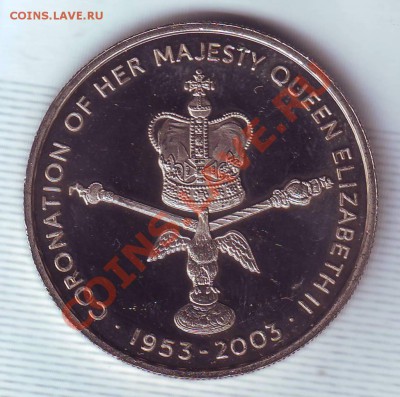 COINS.LAVE.RU
CORONATION OF HER MAJESTY QUEEN ELIZABETH II
· 1953 - 2003 ·
COINS.LAVE.RU